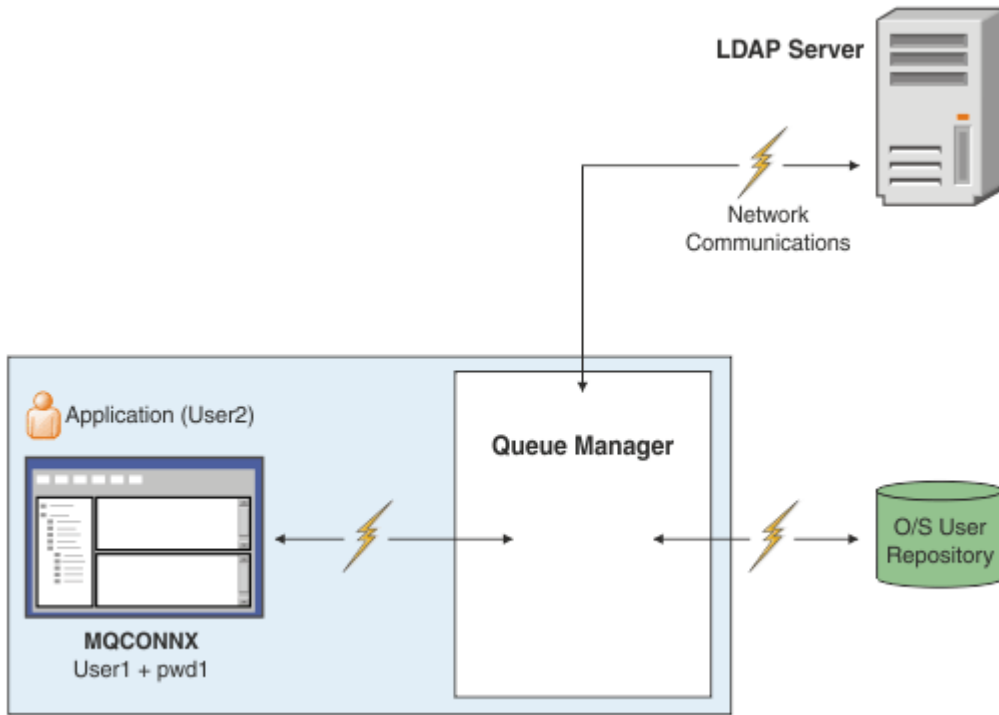 LDAP Server
Network
Communications
Application (User2)
Queue Manager
O/S User
Repository
MQCONNX
User1 + pwd1